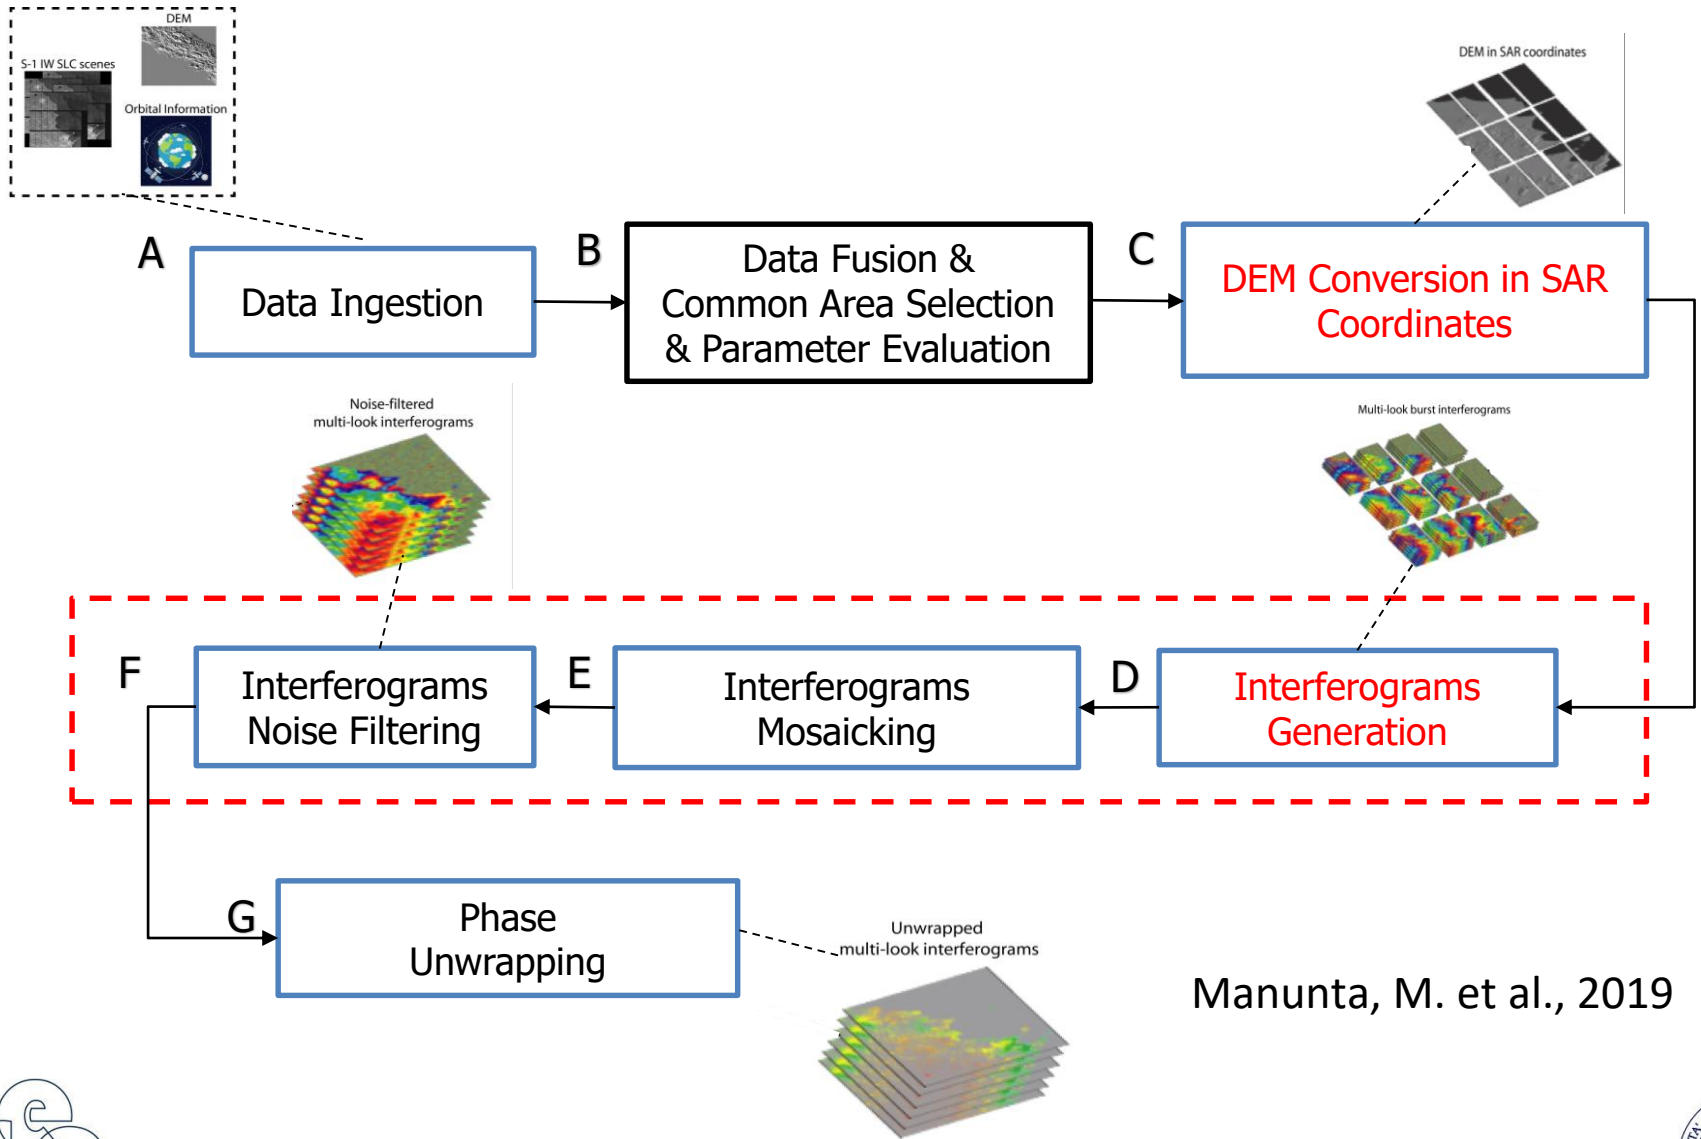 DEM
S-1 IW SLC scenes
Orbital Information
DEM in SAR coordinates
A
Data Ingestion
B
Data Fusion &
Common Area Selection
& Parameter Evaluation
C
DEM Conversion in SAR
Coordinates
Noise-filtered
multi-look interferograms
Multi-look burst interferograms
F
Interferograms
Noise Filtering
E
Interferograms
Mosaicking
D
Interferograms
Generation
G
Phase
Unwrapping
Unwrapped
multi-look interferograms
Manunta, M. et al., 2019